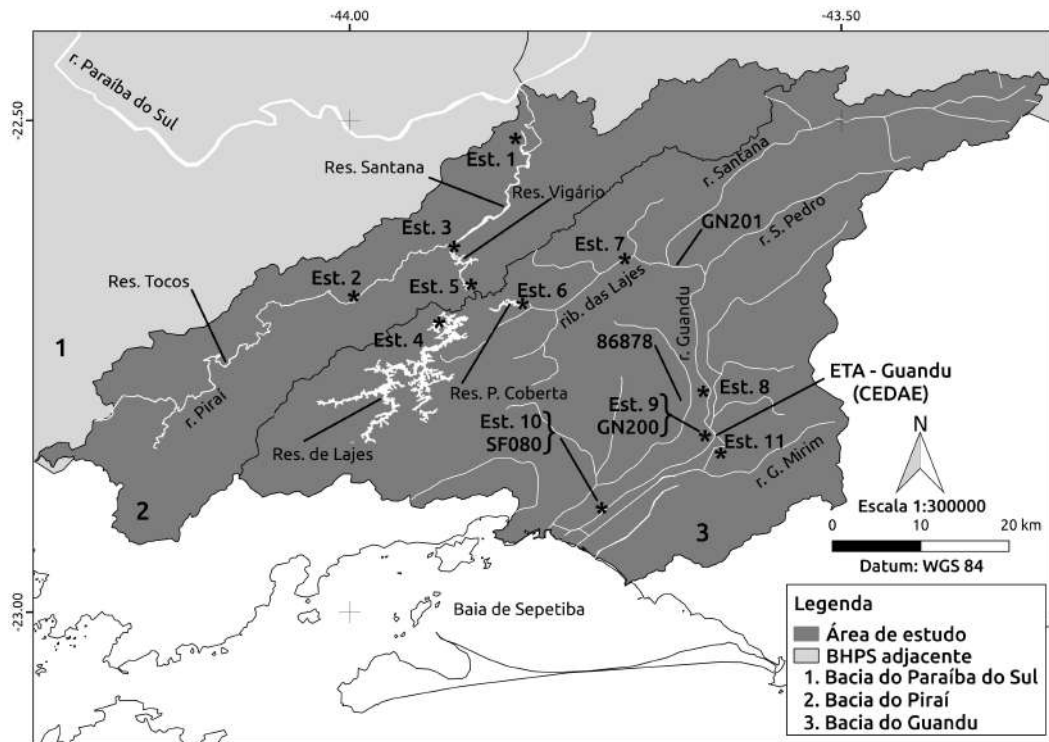 -44.00
-43.50
-22.50
-23.00
r. Paraíba do Sul
Est. 1
Res. Santana
Res. Vigário
r. Santana
r. S. Pedro
GN201
Est. 3
Est. 7
Est. 2
Res. Tocos
Est. 5
Est. 6
rib. das Lajes
r. Guandu
Est. 4
86878
1
r. Piraí
Res. P. Coberta
Est. 8
ETA - Guandu
(CEDAE)
Est. 9
GN200
Est. 10
SF080
Res. de Lajes
Est. 11
r. G. Mirim
N
2
3
Escala 1:300000
0 10 20 km
Datum: WGS 84
Baia de Sepetiba
Legenda
Área de estudo
BHPS adjacente
1. Bacia do Paraíba do Sul
2. Bacia do Piraí
3. Bacia do Guandu